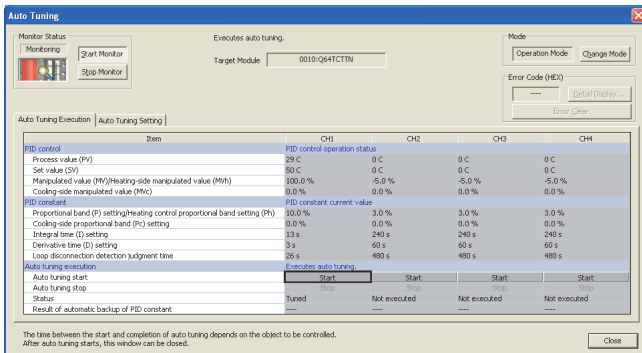 Auto Tuning
Monitor Status
Monitoring
Start Monitor
Stop Monitor
Executes auto tuning.
Target Module 0010:Q64TCTTN
Mode
Operation Mode Change Mode
Error Code (HEX)
---- Detail Display...
Error Clear
Auto Tuning Execution Auto Tuning Setting
Item CH1 CH2 CH3 CH4
PID control PID control operation status
Process value (PV) 29 C 0 C 0 C 0 C
Set value (SV) 50 C 0 C 0 C 0 C
Manipulated value (MV)/Heating-side manipulated value (MVh) 100.0 % -5.0 % -5.0 % -5.0 %
Cooling-side manipulated value (MVc) 0.0 % 0.0 % 0.0 % 0.0 %
PID constant PID constant current value
Proportional band (P) setting/Heating control proportional band setting (Ph) 10.0 % 3.0 % 3.0 % 3.0 %
Cooling-side proportional band (Pc) setting 0.0 % 0.0 % 0.0 % 0.0 %
Integral time (I) setting 13 s 240 s 240 s 240 s
Derivative time (D) setting 3 s 60 s 60 s 60 s
Loop disconnection detection judgment time 26 s 480 s 480 s 480 s
Auto tuning execution Executes auto tuning.
Auto tuning start Start Start Start Start
Auto tuning stop Stop Stop Stop Stop
Status Tuned Not executed Not executed Not executed
Result of automatic backup of PID constant ---- ---- ---- ----
The time between the start and completion of auto tuning depends on the object to be controlled.
After auto tuning starts, this window can be closed.
Close